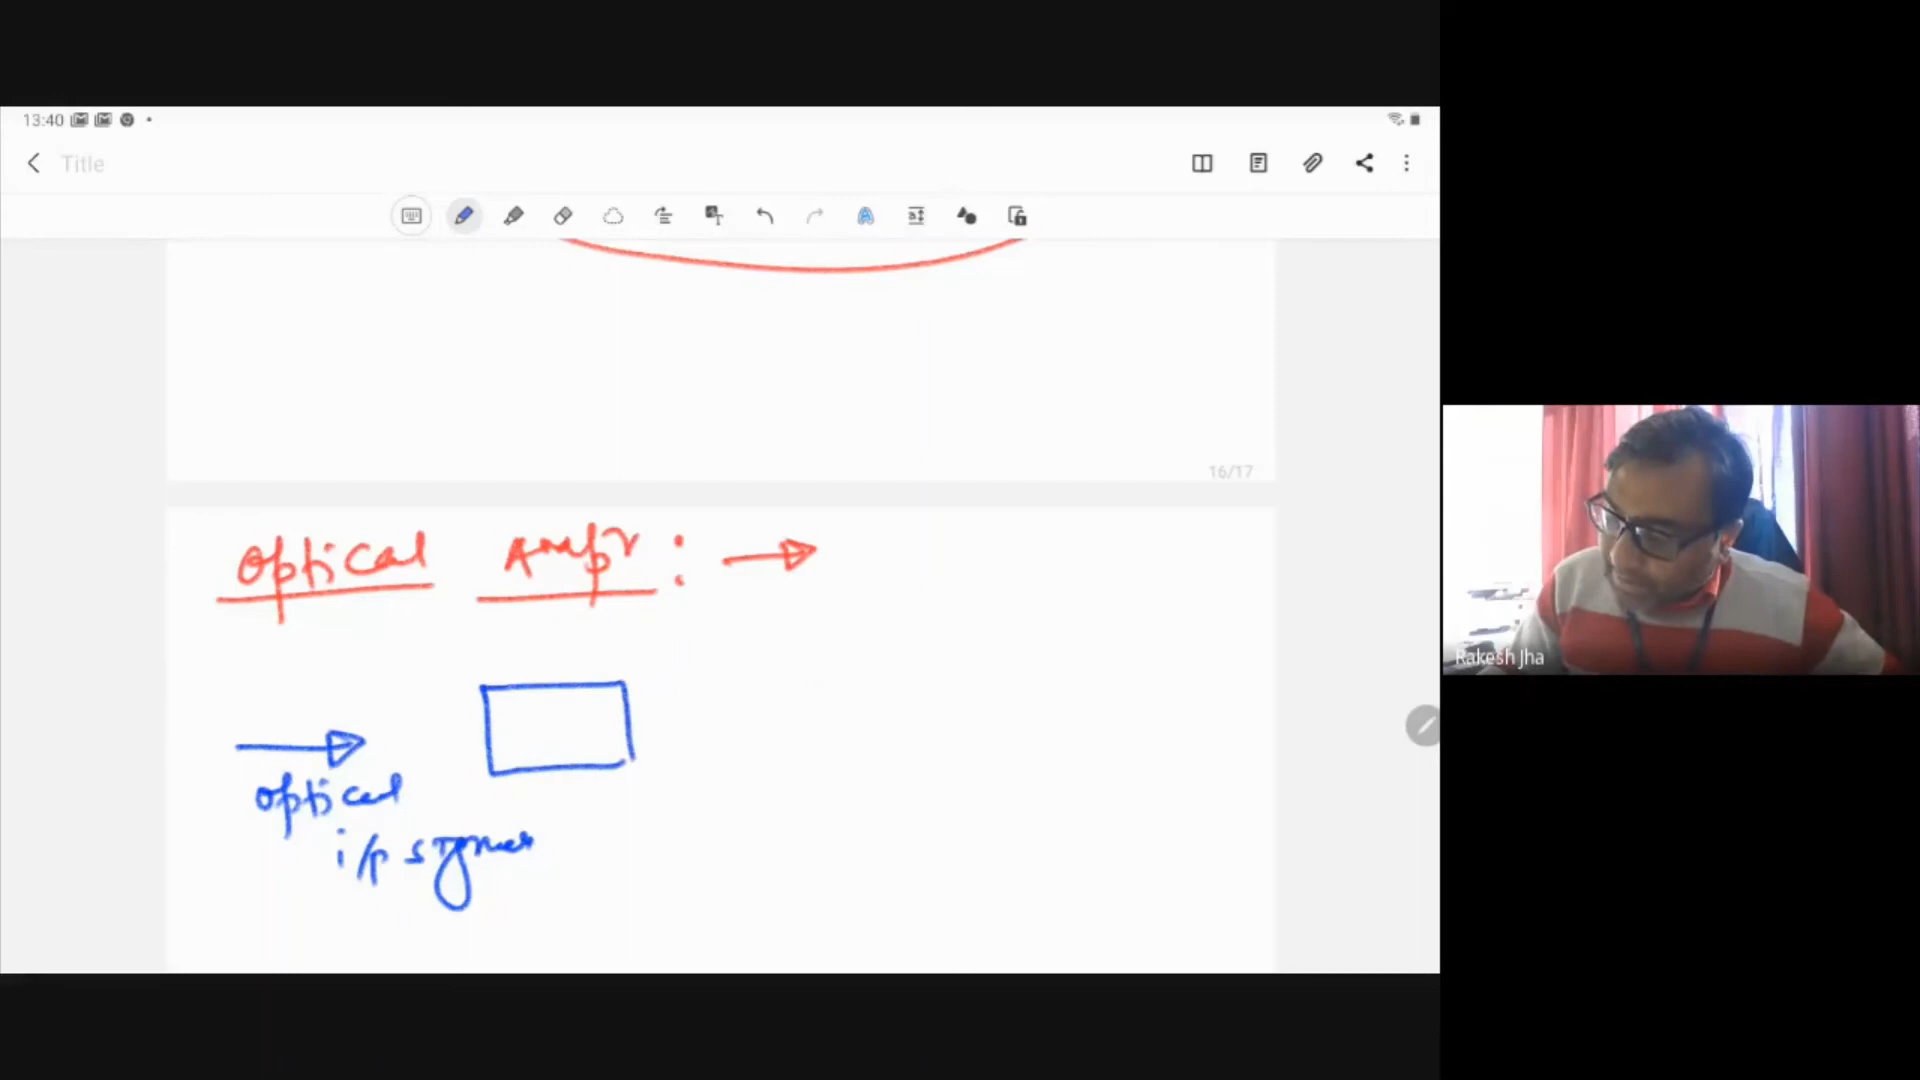 13:40
Title
16/17
optical Ampr : →
optical
i/p signal
Rakesh Jha